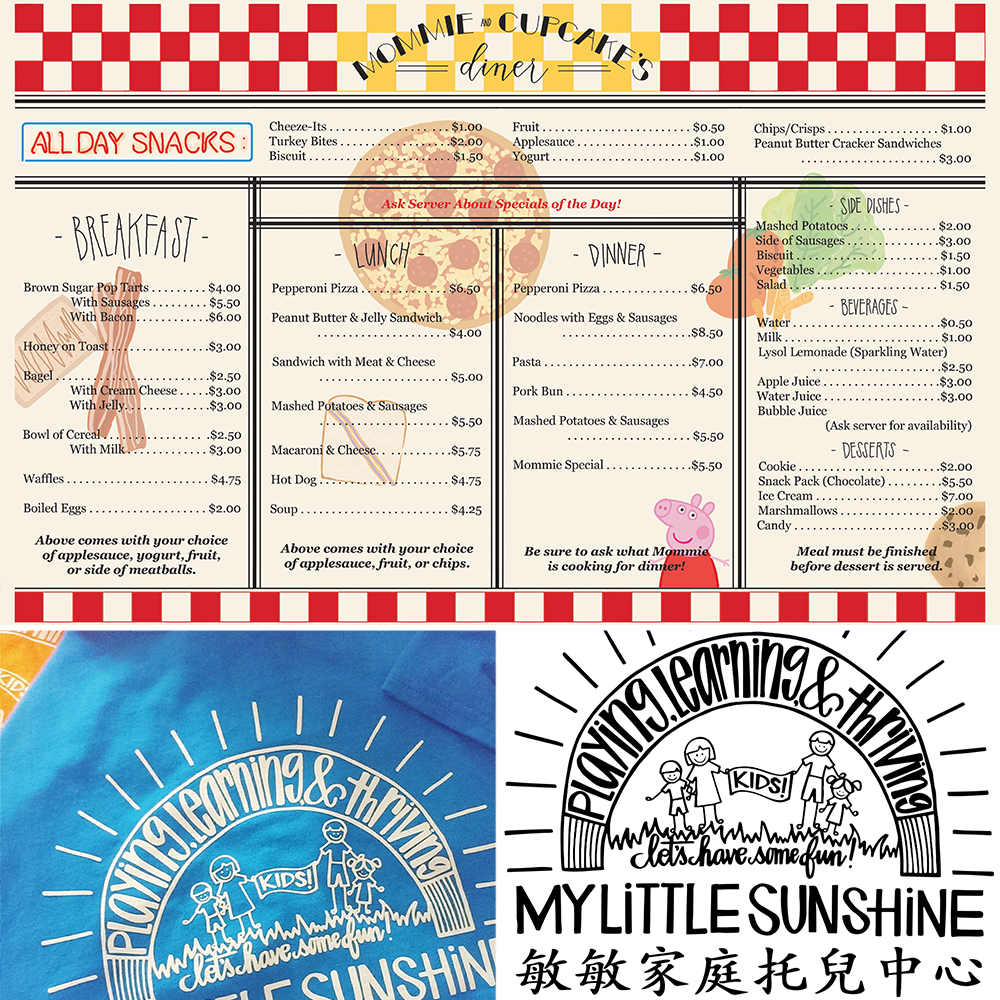 MOMMIE AND CUPCAKE'S
diner
ALL DAY SNACKS:
Cheeze-Its $1.00
Turkey Bites $2.00
Biscuit $1.50
Fruit $0.50
Applesauce $1.00
Yogurt $1.00
Chips/Crisps $1.00
Peanut Butter Cracker Sandwiches
$3.00
Ask Server About Specials of the Day!
- BREAKFAST -
Brown Sugar Pop Tarts $4.00
With Sausages $5.50
With Bacon $6.00
Honey on Toast $3.00
Bagel $2.50
With Cream Cheese $3.00
With Jelly $3.00
Bowl of Cereal $2.50
With Milk $3.00
Waffles $4.75
Boiled Eggs $2.00
Above comes with your choice
of applesauce, yogurt, fruit,
or side of meatballs.
- LUNCH -
Pepperoni Pizza $6.50
Peanut Butter & Jelly Sandwich
$4.00
Sandwich with Meat & Cheese
$5.00
Mashed Potatoes & Sausages
$5.50
Macaroni & Cheese $5.75
Hot Dog $4.75
Soup $4.25
Above comes with your choice
of applesauce, fruit, or chips.
- DINNER -
Pepperoni Pizza $6.50
Noodles with Eggs & Sausages
$8.50
Pasta $7.00
Pork Bun $4.50
Mashed Potatoes & Sausages
$5.50
Mommie Special $5.50
Be sure to ask what Mommie
is cooking for dinner!
- SIDE DISHES -
Mashed Potatoes $2.00
Side of Sausages $3.00
Biscuit $1.50
Vegetables $1.00
Salad $1.50
- BEVERAGES -
Water $0.50
Milk $1.00
Lysol Lemonade (Sparkling Water)
$2.50
Apple Juice $3.00
Water Juice $3.00
Bubble Juice
(Ask server for availability)
- DESSERTS -
Cookie $2.00
Snack Pack (Chocolate) $5.50
Ice Cream $7.00
Marshmallows $2.00
Candy $3.00
Meal must be finished
before dessert is served.
KIDS!
Playing, learning, & thriving
KIDS!
let's have some fun!
LITTLE SUNSHIN
Playing, learning, & thriving
KIDS!
let's have some fun!
MY LiTTLE SUNSHiNE
敏敏家庭托兒中心